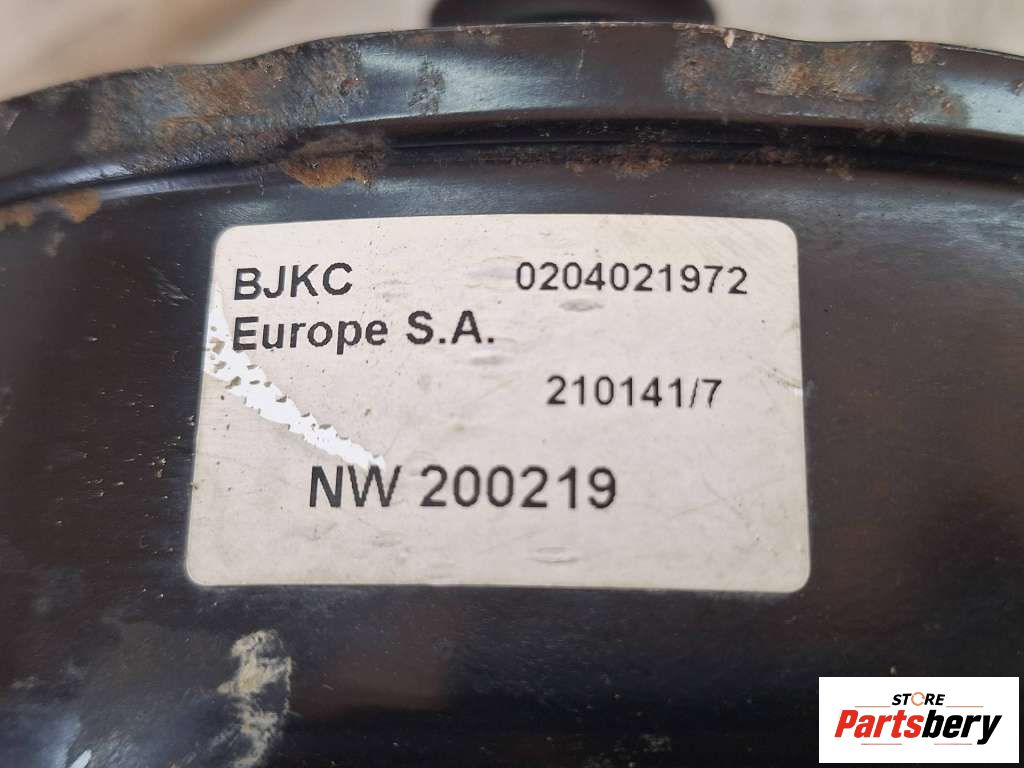 BJKC 0204021972
Europe S.A.
210141/7
NW 200219
STORE
Partsbery